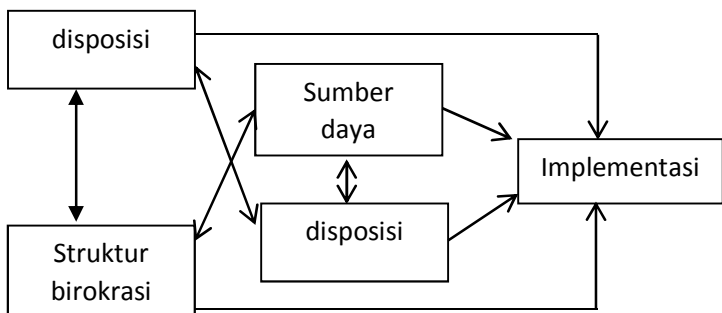 disposisi
Sumber
daya
Implementasi
disposisi
Struktur
birokrasi